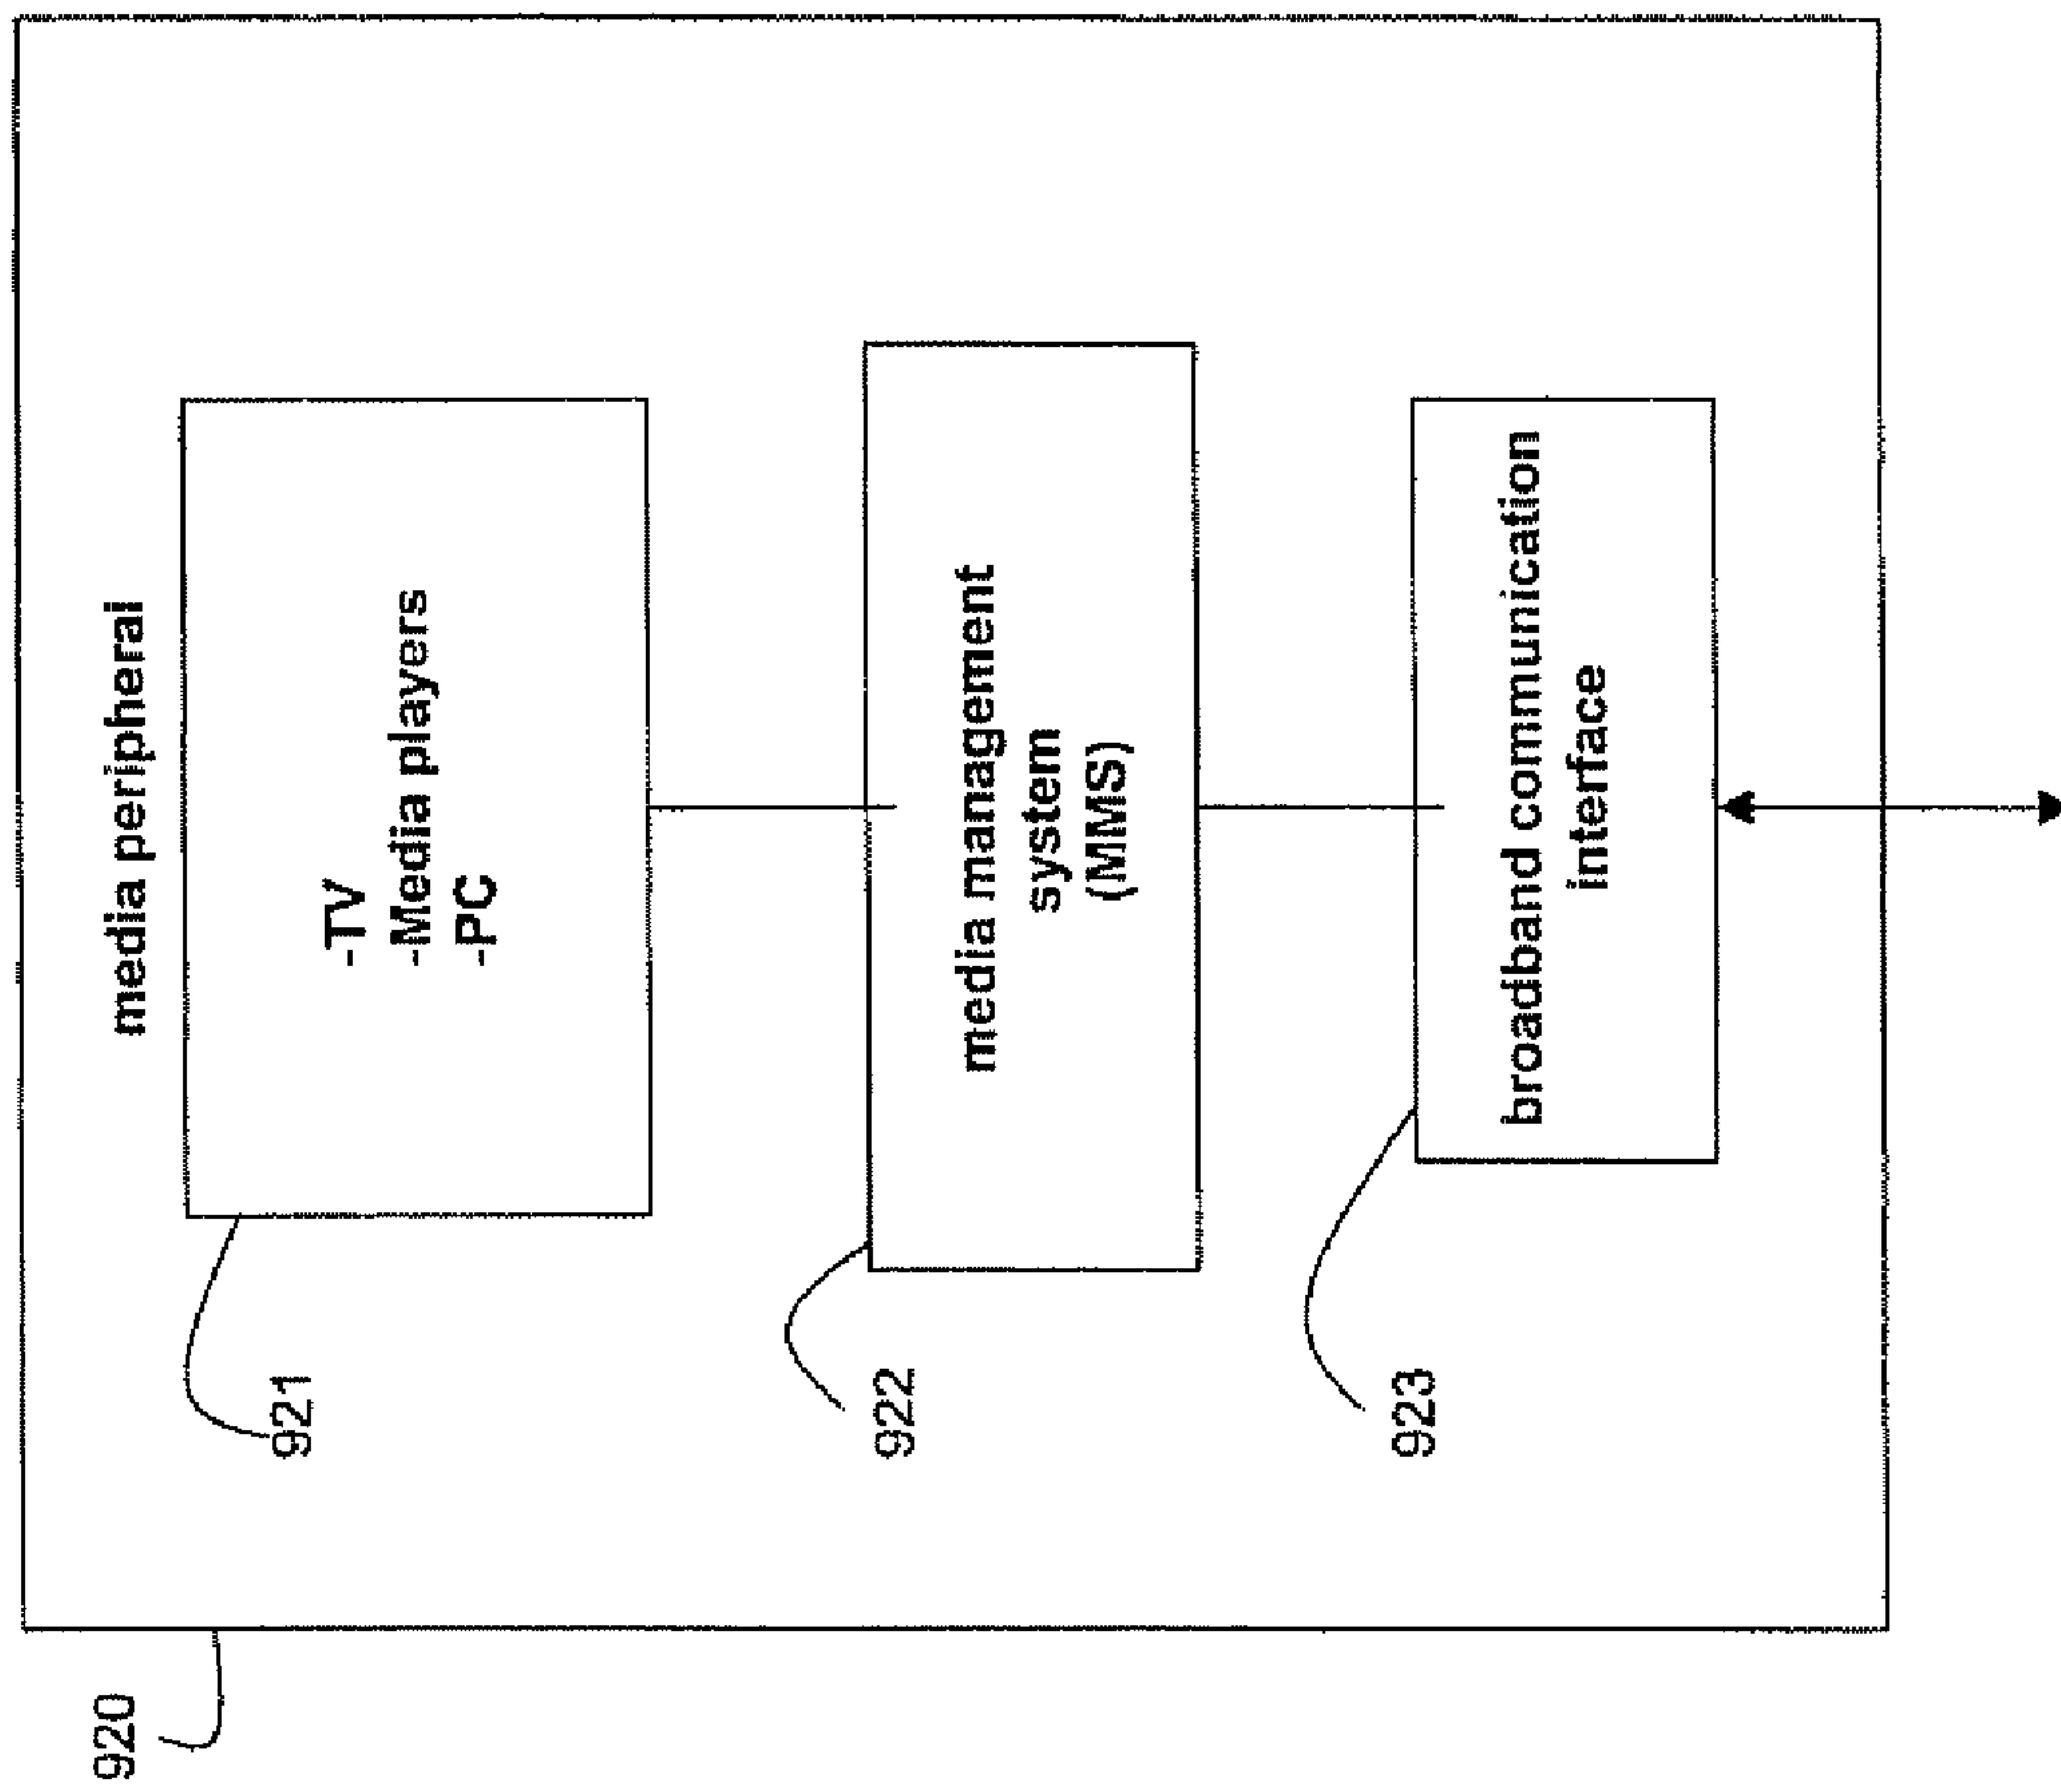 media peripheral
-TV
-Media players
-PC
media management
system
(MMS)
broadband communication
interface
920
921
922
923